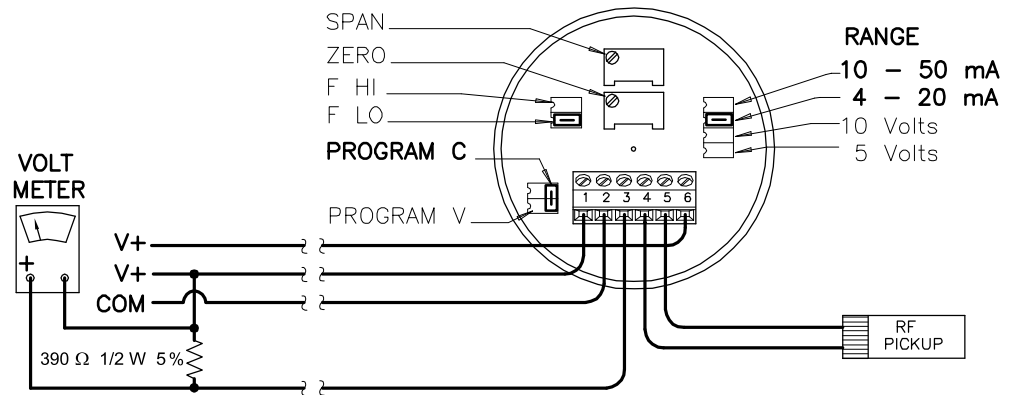 SPAN
ZERO
F HI
F LO
PROGRAM C
PROGRAM V
RANGE
10 - 50 mA
4 - 20 mA
10 Volts
5 Volts
VOLT
METER
+
1 2 3 4 5 6
V+
V+
COM
390 Ω 1/2 W 5%
RF
PICKUP